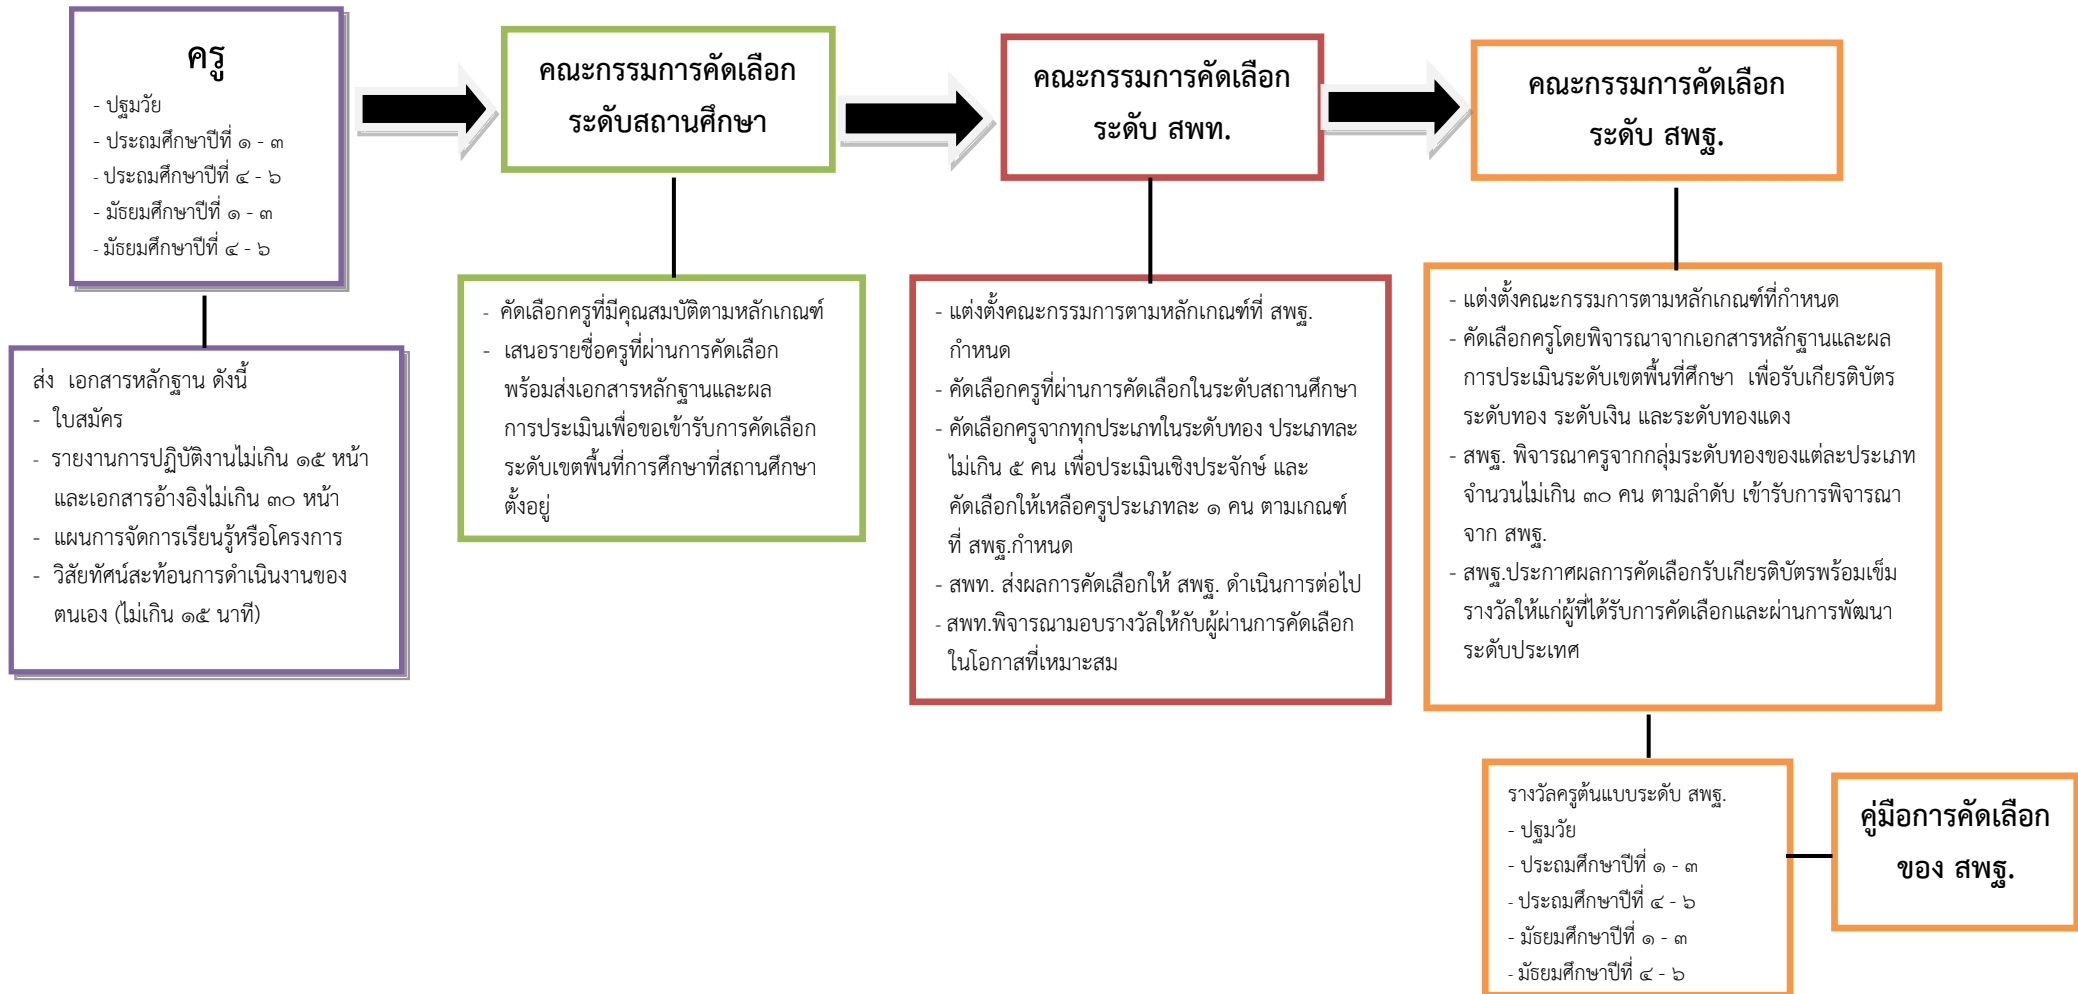 ครู
- ปฐมวัย
- ประถมศึกษาปีที่ ๑ - ๓
- ประถมศึกษาปีที่ ๔ - ๖
- มัธยมศึกษาปีที่ ๑ - ๓
- มัธยมศึกษาปีที่ ๔ - ๖
ส่ง เอกสารหลักฐาน ดังนี้
- ใบสมัคร
- รายงานการปฏิบัติงานไม่เกิน ๑๕ หน้า
และเอกสารอ้างอิงไม่เกิน ๓๐ หน้า
- แผนการจัดการเรียนรู้หรือโครงการ
- วิสัยทัศน์สะท้อนการดำเนินงานของ
ตนเอง (ไม่เกิน ๑๕ นาที)
คณะกรรมการคัดเลือก
ระดับสถานศึกษา
- คัดเลือกครูที่มีคุณสมบัติตามหลักเกณฑ์
- เสนอรายชื่อครูที่ผ่านการคัดเลือก
พร้อมส่งเอกสารหลักฐานและผล
การประเมินเพื่อขอเข้ารับการคัดเลือก
ระดับเขตพื้นที่การศึกษาที่สถานศึกษา
ตั้งอยู่
คณะกรรมการคัดเลือก
ระดับ สพท.
- แต่งตั้งคณะกรรมการตามหลักเกณฑ์ที่ สพฐ.
กำหนด
- คัดเลือกครูที่ผ่านการคัดเลือกในระดับสถานศึกษา
- คัดเลือกครูจากทุกประเภทในระดับทอง ประเภทละ
ไม่เกิน ๕ คน เพื่อประเมินเชิงประจักษ์ และ
คัดเลือกให้เหลือครูประเภทละ ๑ คน ตามเกณฑ์
ที่ สพฐ.กำหนด
- สพท. ส่งผลการคัดเลือกให้ สพฐ. ดำเนินการต่อไป
- สพท.พิจารณามอบรางวัลให้กับผู้ผ่านการคัดเลือก
ในโอกาสที่เหมาะสม
คณะกรรมการคัดเลือก
ระดับ สพฐ.
- แต่งตั้งคณะกรรมการตามหลักเกณฑ์ที่กำหนด
- คัดเลือกครูโดยพิจารณาจากเอกสารหลักฐานและผล
การประเมินระดับเขตพื้นที่ศึกษา เพื่อรับเกียรติบัตร
ระดับทอง ระดับเงิน และระดับทองแดง
- สพฐ. พิจารณาครูจากกลุ่มระดับทองของแต่ละประเภท
จำนวนไม่เกิน ๓๐ คน ตามลำดับ เข้ารับการพิจารณา
จาก สพฐ.
- สพฐ.ประกาศผลการคัดเลือกรับเกียรติบัตรพร้อมเข็ม
รางวัลให้แก่ผู้ที่ได้รับการคัดเลือกและผ่านการพัฒนา
ระดับประเทศ
รางวัลครูต้นแบบระดับ สพฐ.
- ปฐมวัย
- ประถมศึกษาปีที่ ๑ - ๓
- ประถมศึกษาปีที่ ๔ - ๖
- มัธยมศึกษาปีที่ ๑ - ๓
- มัธยมศึกษาปีที่ ๔ - ๖
คู่มือการคัดเลือก
ของ สพฐ.